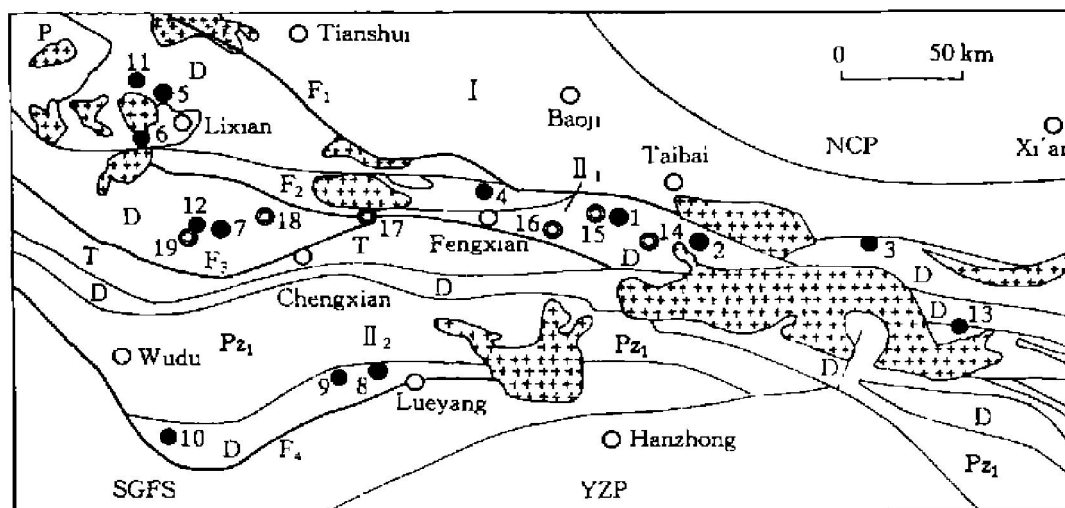 P
Tianshui
0 50 km
11
D
5
F₁
I
Baoji
Lixian
6
Taibai
NCP
Xi'an
F₂
4
II₁
D
12
7
18
17
16
15
1
14
2
3
19
T
Fengxian
D
D
T
F₃
D
Chengxian
D
D
13
Wudu
Pz₁
II₂
Pz₁
D
9
8
Lueyang
D
10
D
F₄
Hanzhong
Pz₁
SGFS
YZP